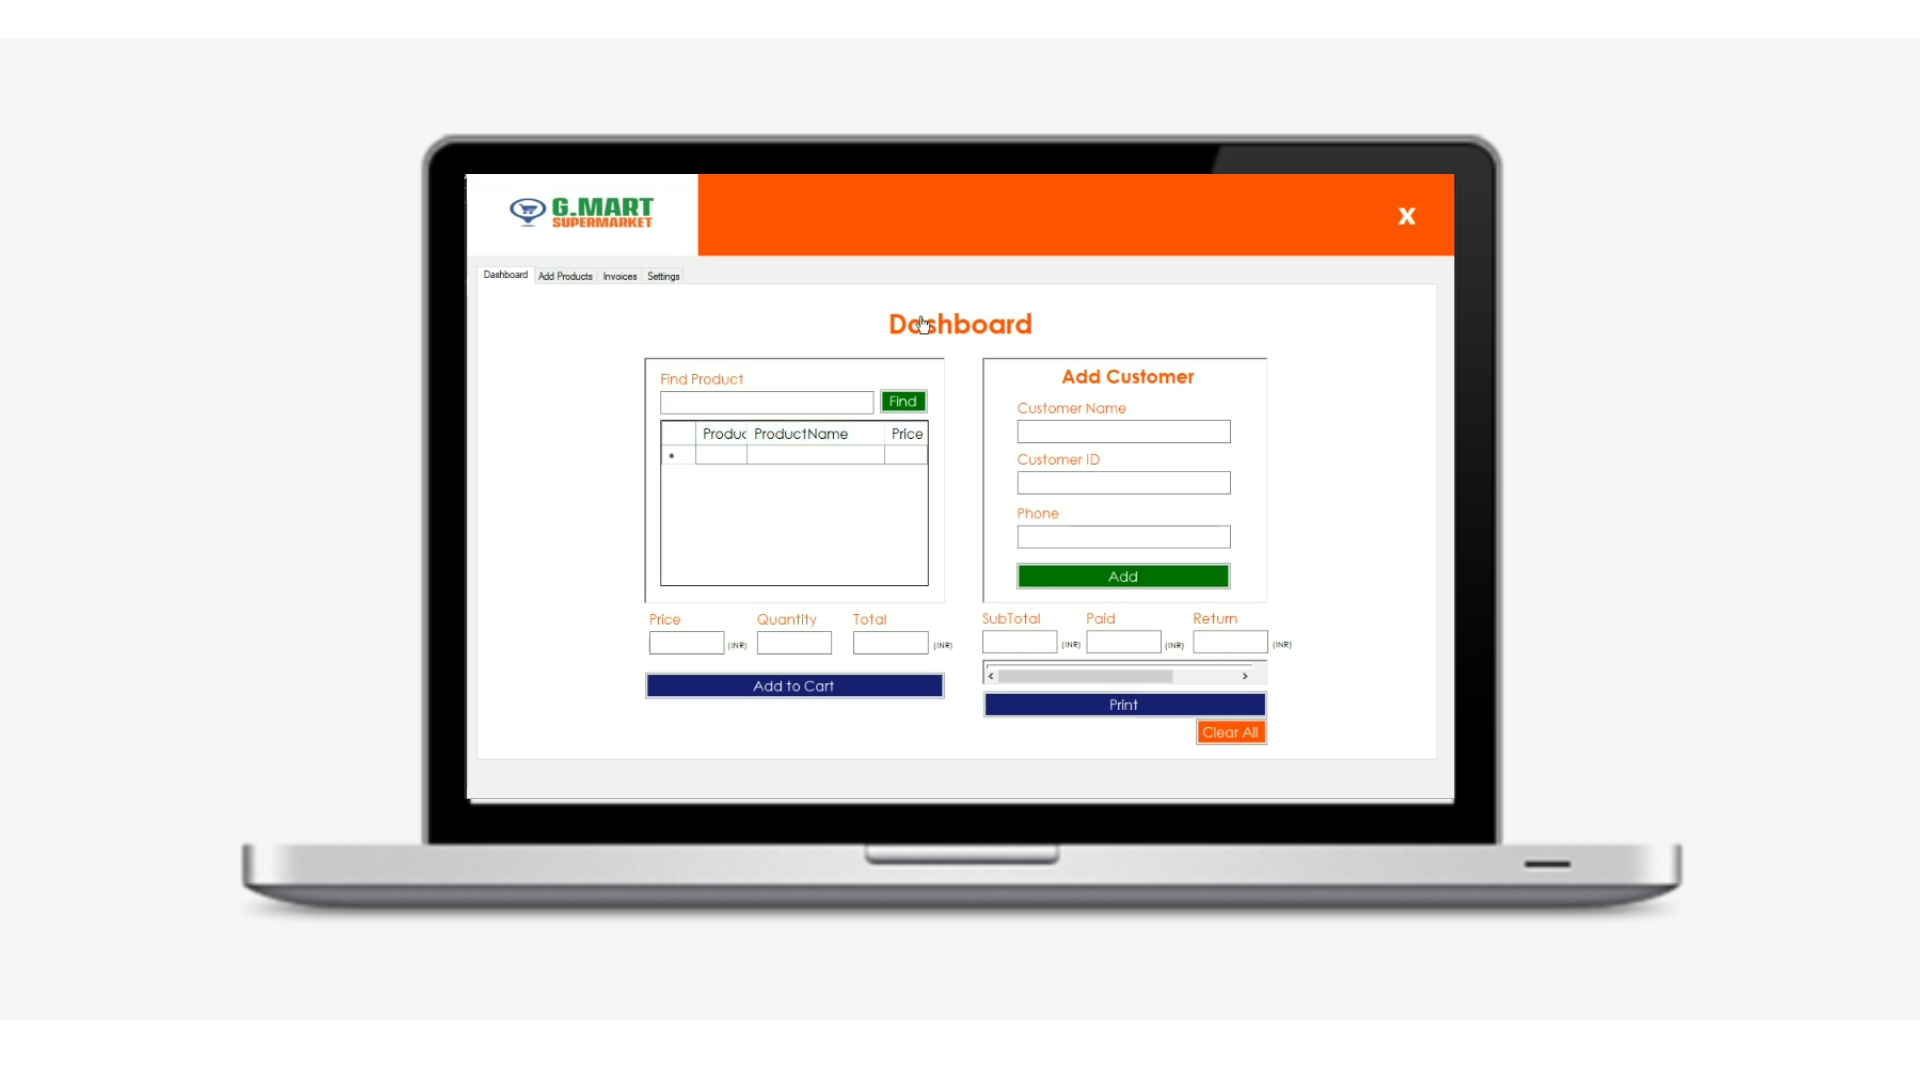 G.MART
SUPERMARKET
X
Dashboard Add Products Invoices Settings
Dashboard
Find Product
Find
Produc ProductName Price
*
Add Customer
Customer Name
Customer ID
Phone
Add
Price Quantity Total
(INR) (INR)
Add to Cart
SubTotal Paid Return
(INR) (INR) (INR)
Print
Clear All